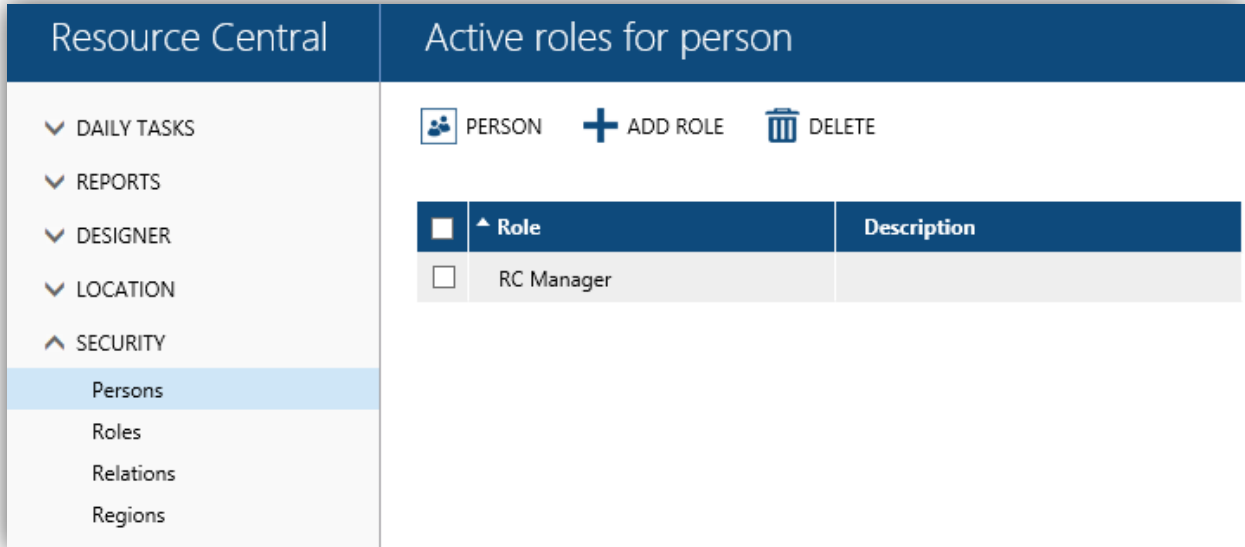 Resource Central
Active roles for person
DAILY TASKS
REPORTS
DESIGNER
LOCATION
SECURITY
Persons
Roles
Relations
Regions
PERSON ADD ROLE DELETE
Role Description
RC Manager